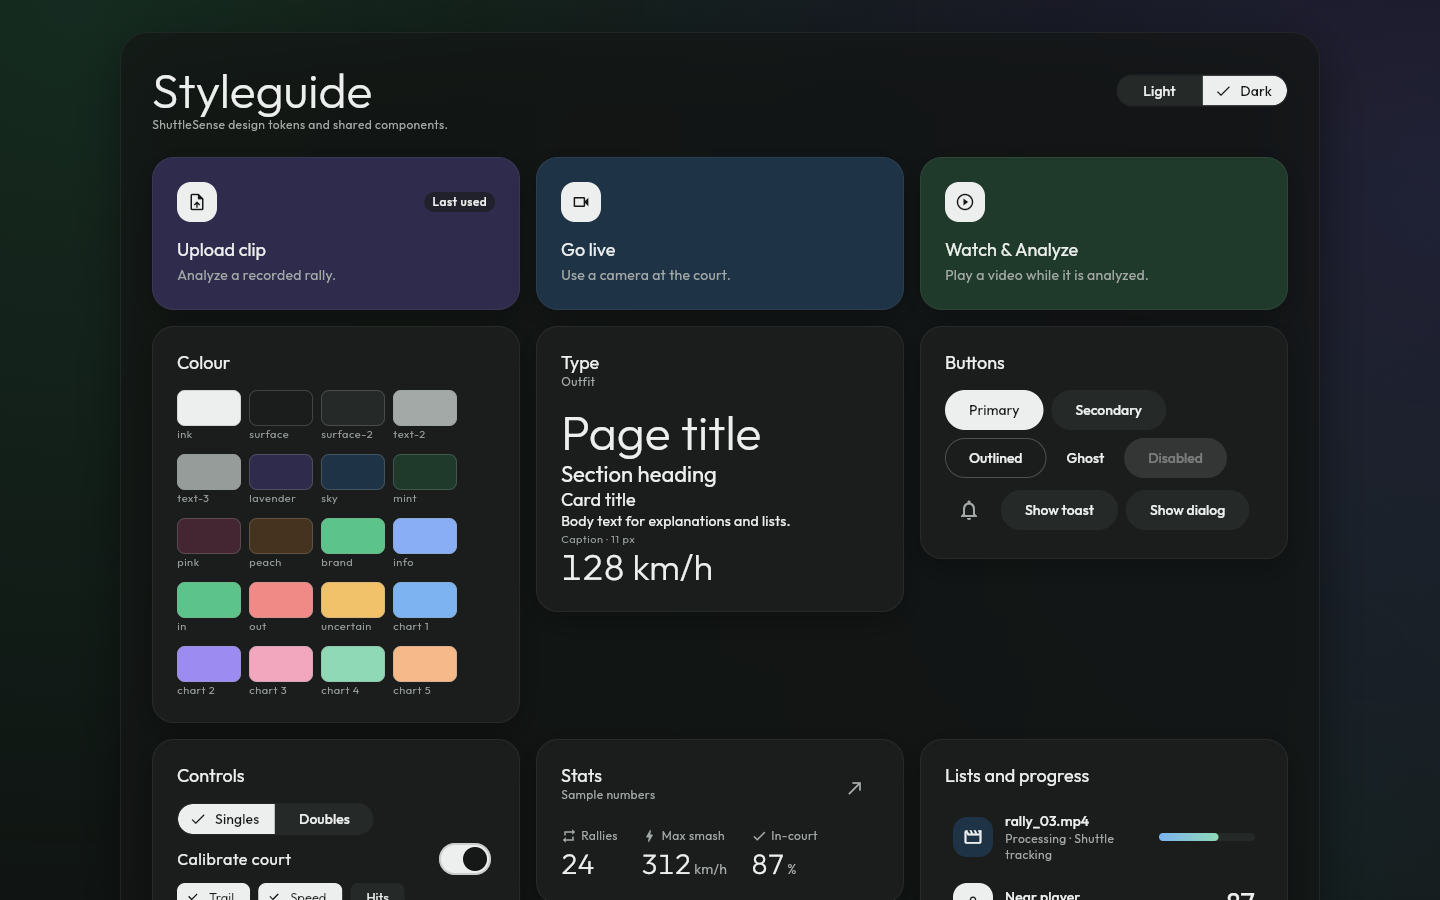 Styleguide
ShuttleSense design tokens and shared components.
Light
Dark
Last used
Upload clip
Analyze a recorded rally.
Go live
Use a camera at the court.
Watch & Analyze
Play a video while it is analyzed.
Colour
ink
surface
surface-2
text-2
text-3
lavender
sky
mint
pink
peach
brand
info
in
out
uncertain
chart 1
chart 2
chart 3
chart 4
chart 5
Type
Outfit
Page title
Section heading
Card title
Body text for explanations and lists.
Caption · 11 px
128 km/h
Buttons
Primary
Secondary
Outlined
Ghost
Disabled
Show toast
Show dialog
Controls
Singles
Doubles
Calibrate court
Trail
Speed
Hits
Stats
Sample numbers
Rallies
Max smash
In-court
24
312 km/h
87 %
Lists and progress
rally_03.mp4
Processing · Shuttle
tracking
Near player
87